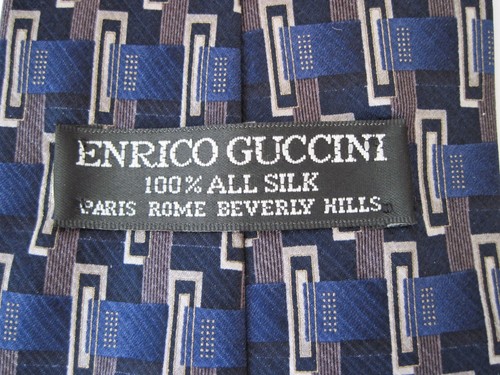 ENRICO GUCCINI
100% ALL SILK
PARIS ROME BEVERLY HILLS